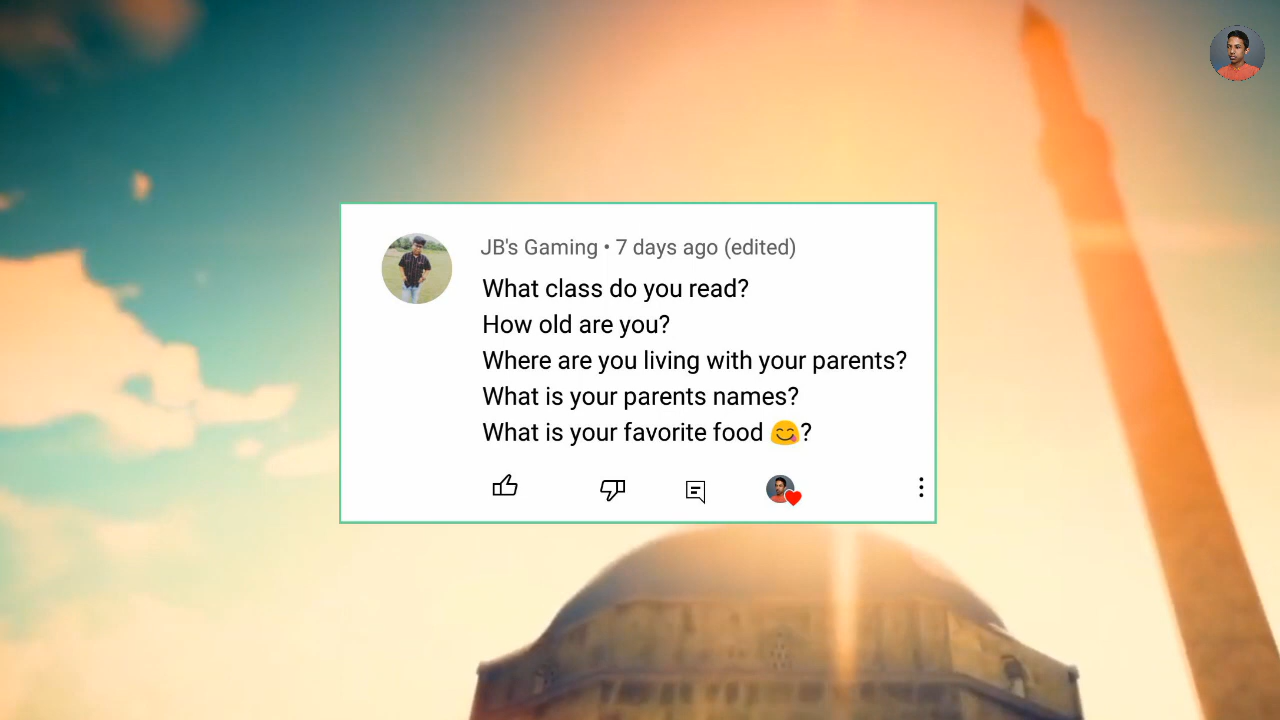 JB's Gaming • 7 days ago (edited)
What class do you read?
How old are you?
Where are you living with your parents?
What is your parents names?
What is your favorite food 😋?